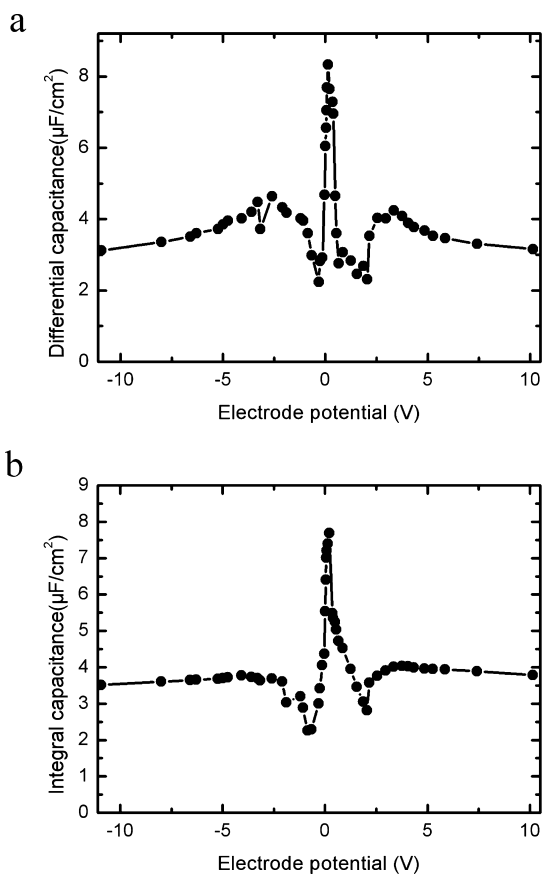 a
Differential capacitance(μF/cm²)
8
6
4
2
0
-10 -5 0 5 10
Electrode potential (V)
b
Integral capacitance(μF/cm²)
9
8
7
6
5
4
3
2
1
0
-10 -5 0 5 10
Electrode potential (V)